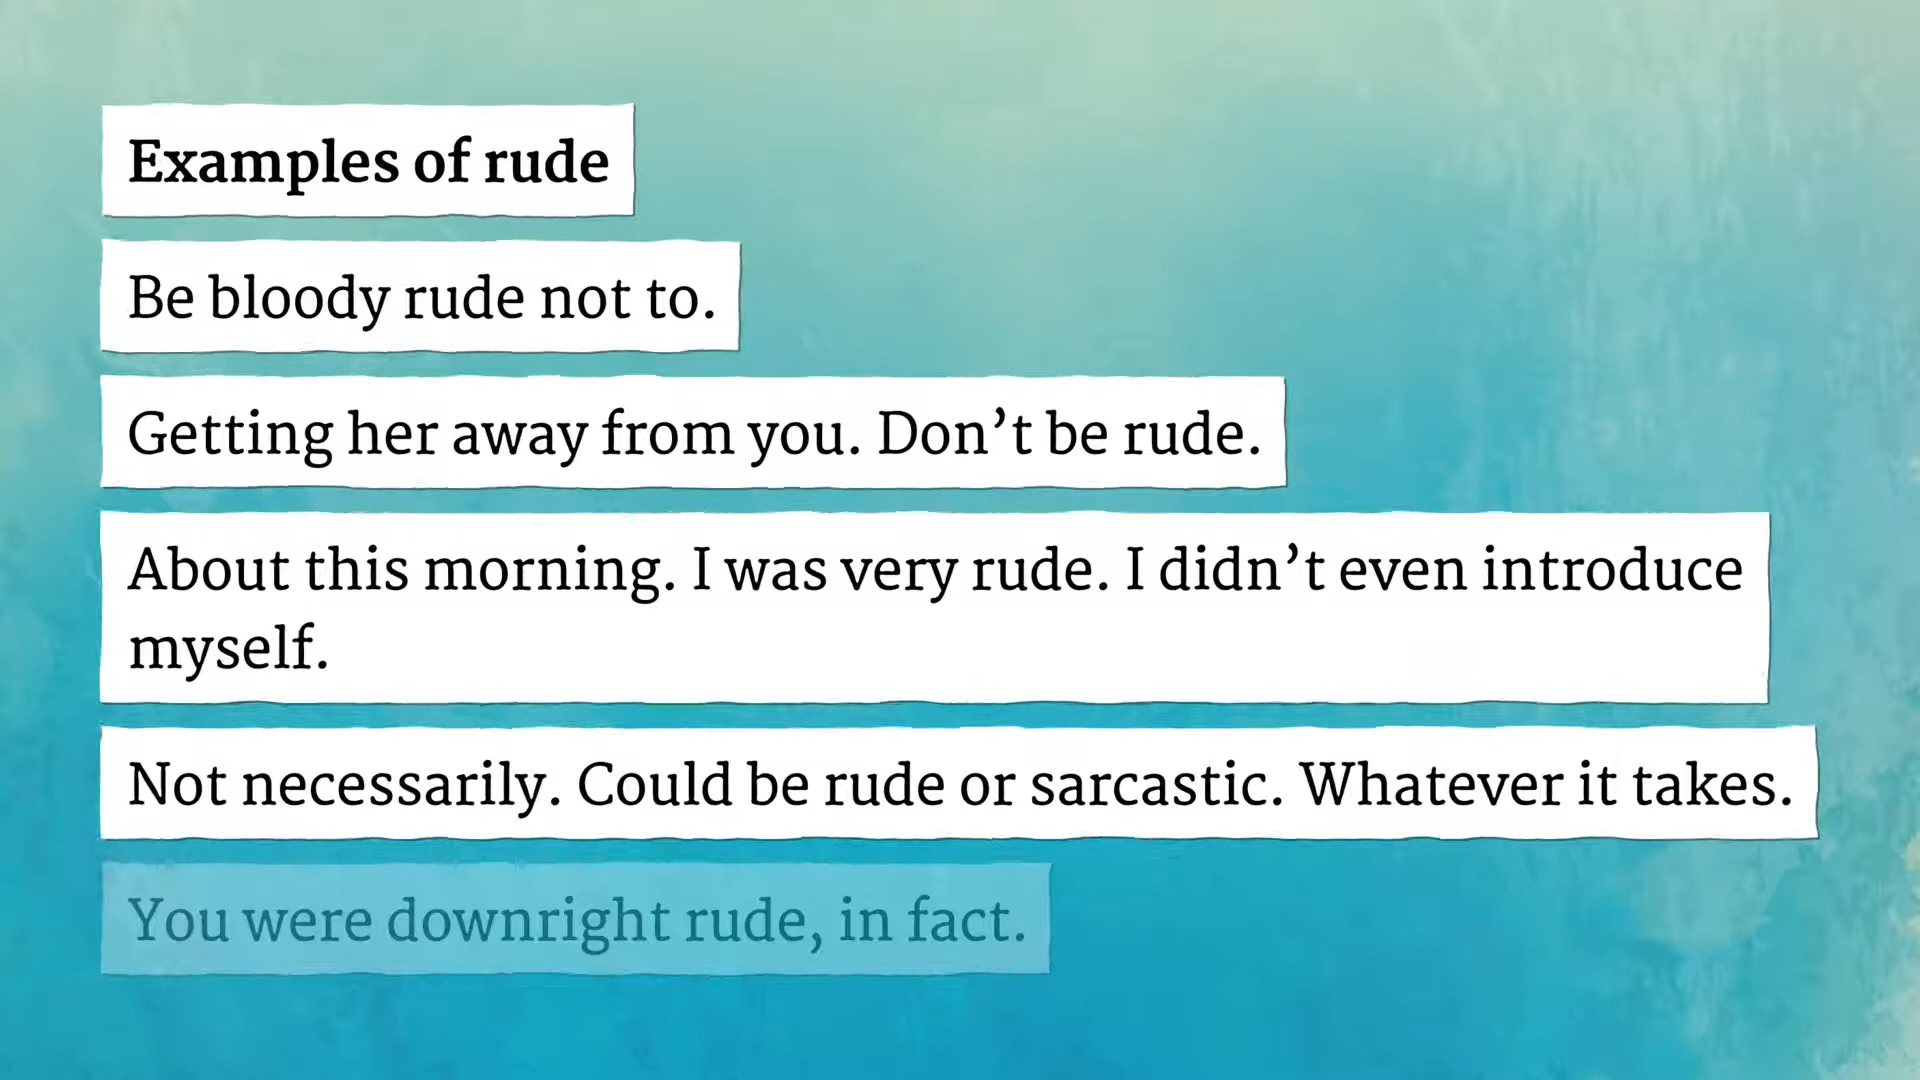 Examples of rude
Be bloody rude not to.
Getting her away from you. Don’t be rude.
About this morning. I was very rude. I didn’t even introduce
myself.
Not necessarily. Could be rude or sarcastic. Whatever it takes.
You were downright rude, in fact.